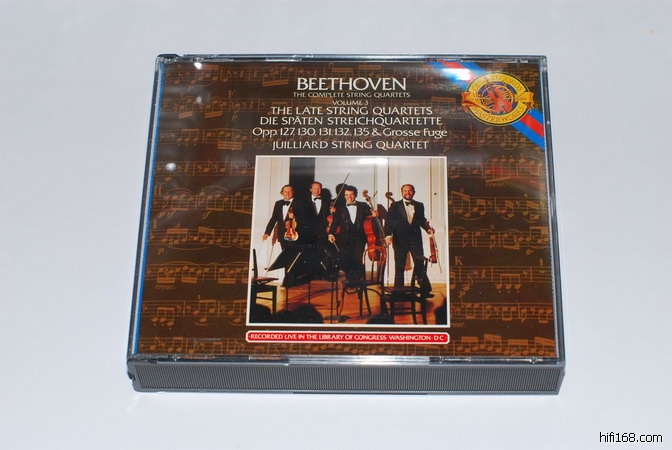 BEETHOVEN
THE COMPLETE STRING QUARTETS
VOLUME 3
THE LATE STRING QUARTETS
DIE SPÄTEN STREICHQUARTETTE
Opp. 127, 130, 131, 132, 135 & Grosse Fuge
JUILLIARD STRING QUARTET
MASTERWORKS
·RECORDED LIVE IN THE LIBRARY OF CONGRESS·WASHINGTON·D·C·
hifi168.com